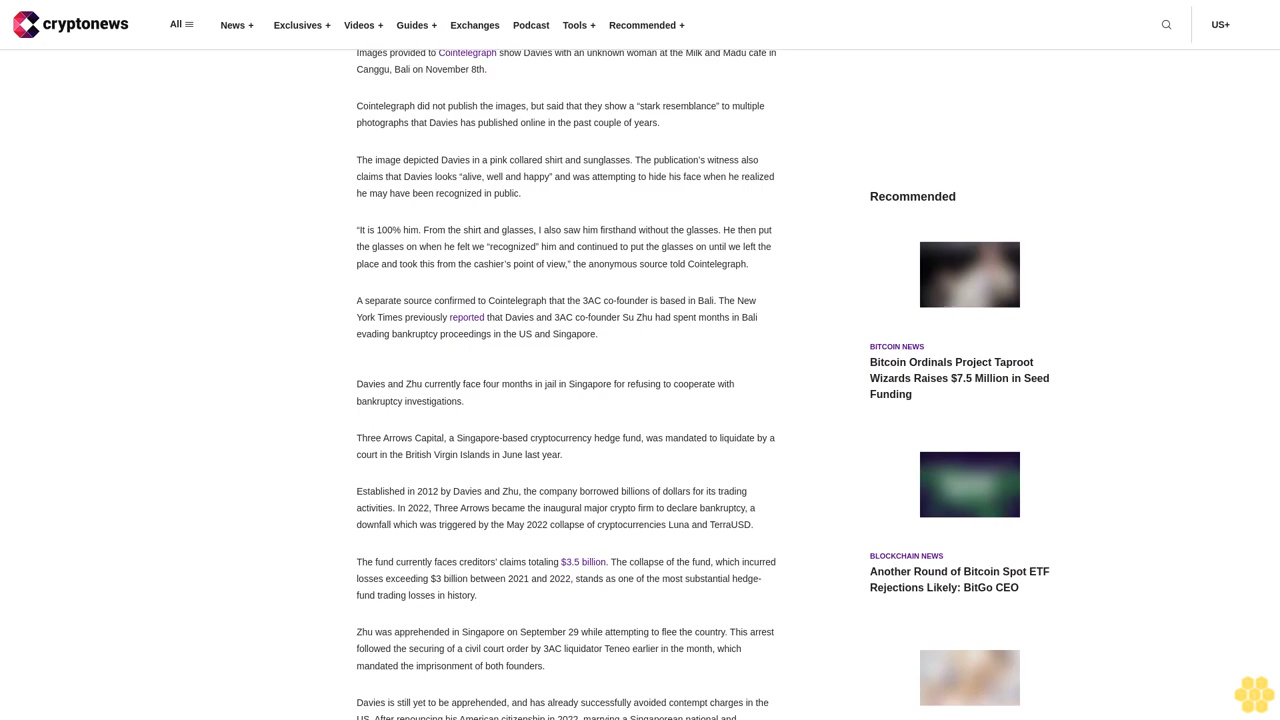 cryptonews
All
News +
Exclusives +
Videos +
Guides +
Exchanges
Podcast
Tools +
Recommended +
US+
Images provided to Cointelegraph show Davies with an unknown woman at the Milk and Madu cafe in
Canggu, Bali on November 8th.
Cointelegraph did not publish the images, but said that they show a “stark resemblance” to multiple
photographs that Davies has published online in the past couple of years.
The image depicted Davies in a pink collared shirt and sunglasses. The publication’s witness also
claims that Davies looks “alive, well and happy” and was attempting to hide his face when he realized
he may have been recognized in public.
“It is 100% him. From the shirt and glasses, I also saw him firsthand without the glasses. He then put
the glasses on when he felt we “recognized” him and continued to put the glasses on until we left the
place and took this from the cashier’s point of view,” the anonymous source told Cointelegraph.
A separate source confirmed to Cointelegraph that the 3AC co-founder is based in Bali. The New
York Times previously reported that Davies and 3AC co-founder Su Zhu had spent months in Bali
evading bankruptcy proceedings in the US and Singapore.
Davies and Zhu currently face four months in jail in Singapore for refusing to cooperate with
bankruptcy investigations.
Three Arrows Capital, a Singapore-based cryptocurrency hedge fund, was mandated to liquidate by a
court in the British Virgin Islands in June last year.
Established in 2012 by Davies and Zhu, the company borrowed billions of dollars for its trading
activities. In 2022, Three Arrows became the inaugural major crypto firm to declare bankruptcy, a
downfall which was triggered by the May 2022 collapse of cryptocurrencies Luna and TerraUSD.
The fund currently faces creditors’ claims totaling $3.5 billion. The collapse of the fund, which incurred
losses exceeding $3 billion between 2021 and 2022, stands as one of the most substantial hedge-
fund trading losses in history.
Zhu was apprehended in Singapore on September 29 while attempting to flee the country. This arrest
followed the securing of a civil court order by 3AC liquidator Teneo earlier in the month, which
mandated the imprisonment of both founders.
Davies is still yet to be apprehended, and has already successfully avoided contempt charges in the
US. After renouncing his American citizenship in 2022, marrying a Singaporean national and
Recommended
BITCOIN NEWS
Bitcoin Ordinals Project Taproot
Wizards Raises $7.5 Million in Seed
Funding
BLOCKCHAIN NEWS
Another Round of Bitcoin Spot ETF
Rejections Likely: BitGo CEO